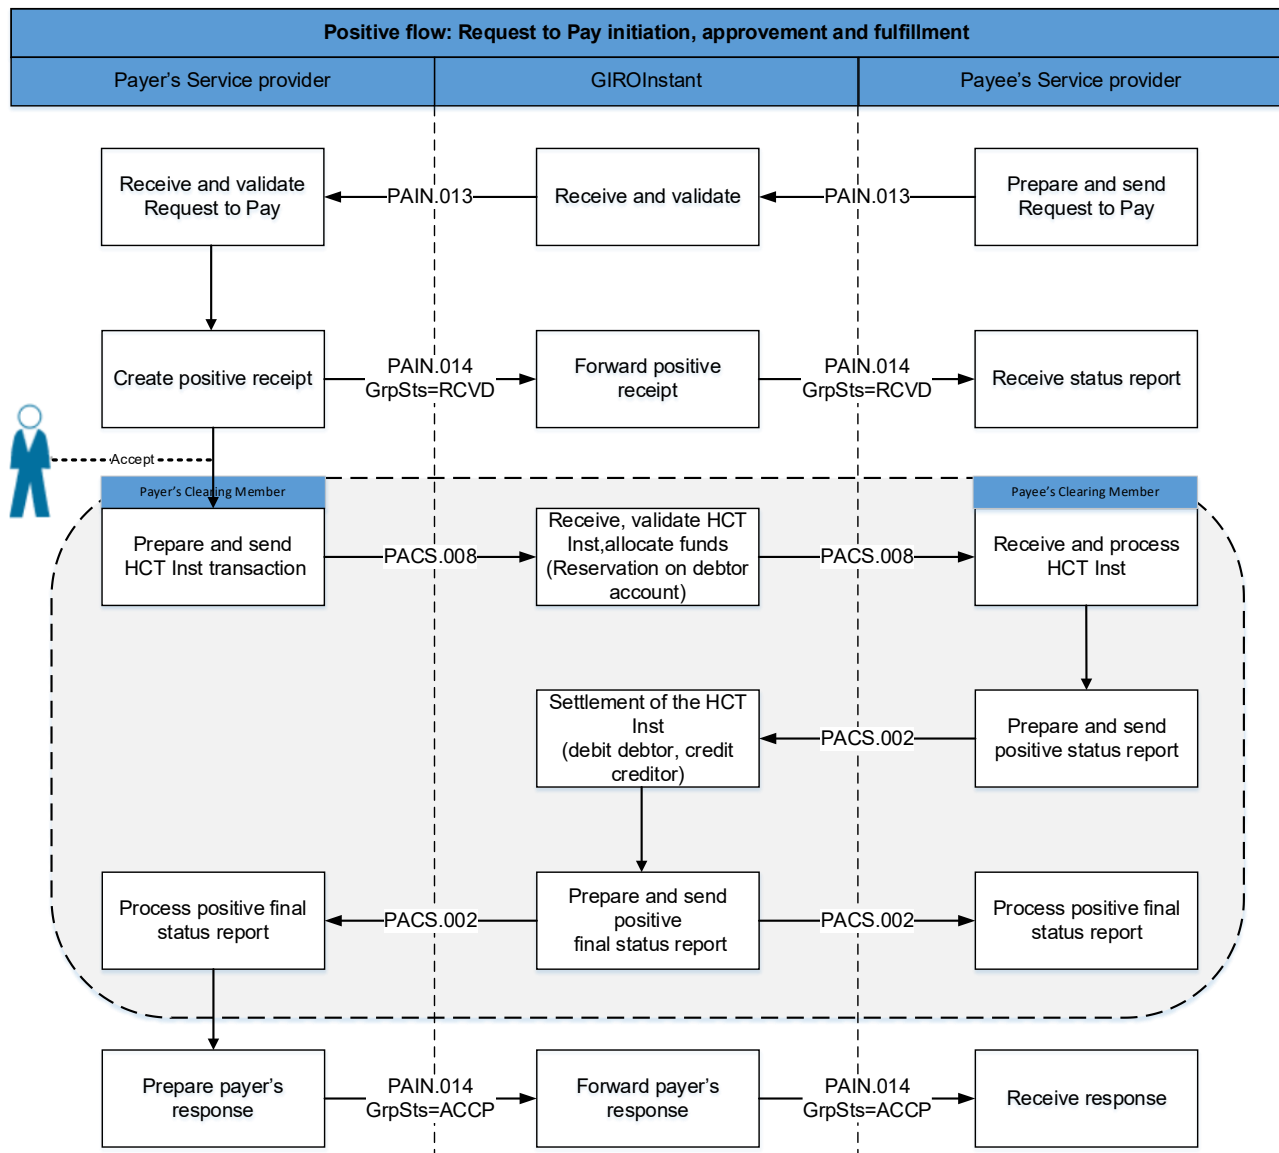 Positive flow: Request to Pay initiation, approvement and fulfillment
Payer's Service provider
GIROInstant
Payee's Service provider
Receive and validate
Request to Pay
PAIN.013
Receive and validate
PAIN.013
Prepare and send
Request to Pay
Create positive receipt
PAIN.014
GrpSts=RCVD
Forward positive
receipt
PAIN.014
GrpSts=RCVD
Receive status report
Accept
Payer's Clearing Member
Payee's Clearing Member
Prepare and send
HCT Inst transaction
PACS.008
Receive, validate HCT
Inst,allocate funds
(Reservation on debtor
account)
PACS.008
Receive and process
HCT Inst
Settlement of the HCT
Inst
(debit debtor, credit
creditor)
PACS.002
Prepare and send
positive status report
Process positive final
status report
PACS.002
Prepare and send
positive
final status report
PACS.002
Process positive final
status report
Prepare payer's
response
PAIN.014
GrpSts=ACCP
Forward payer's
response
PAIN.014
GrpSts=ACCP
Receive response